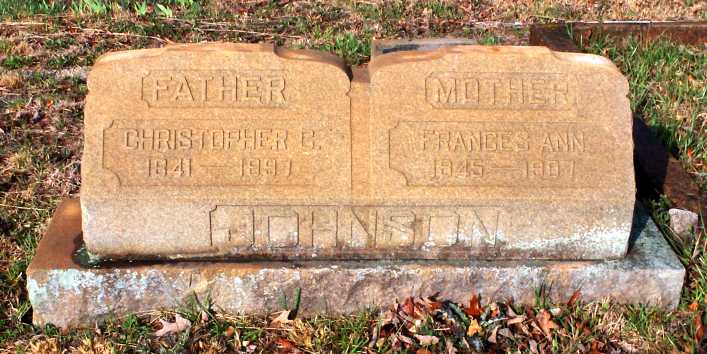 FATHER
CHRISTOPHER C.
1841 — 1897
MOTHER
FRANCES ANN
1845 — 1907
JOHNSON